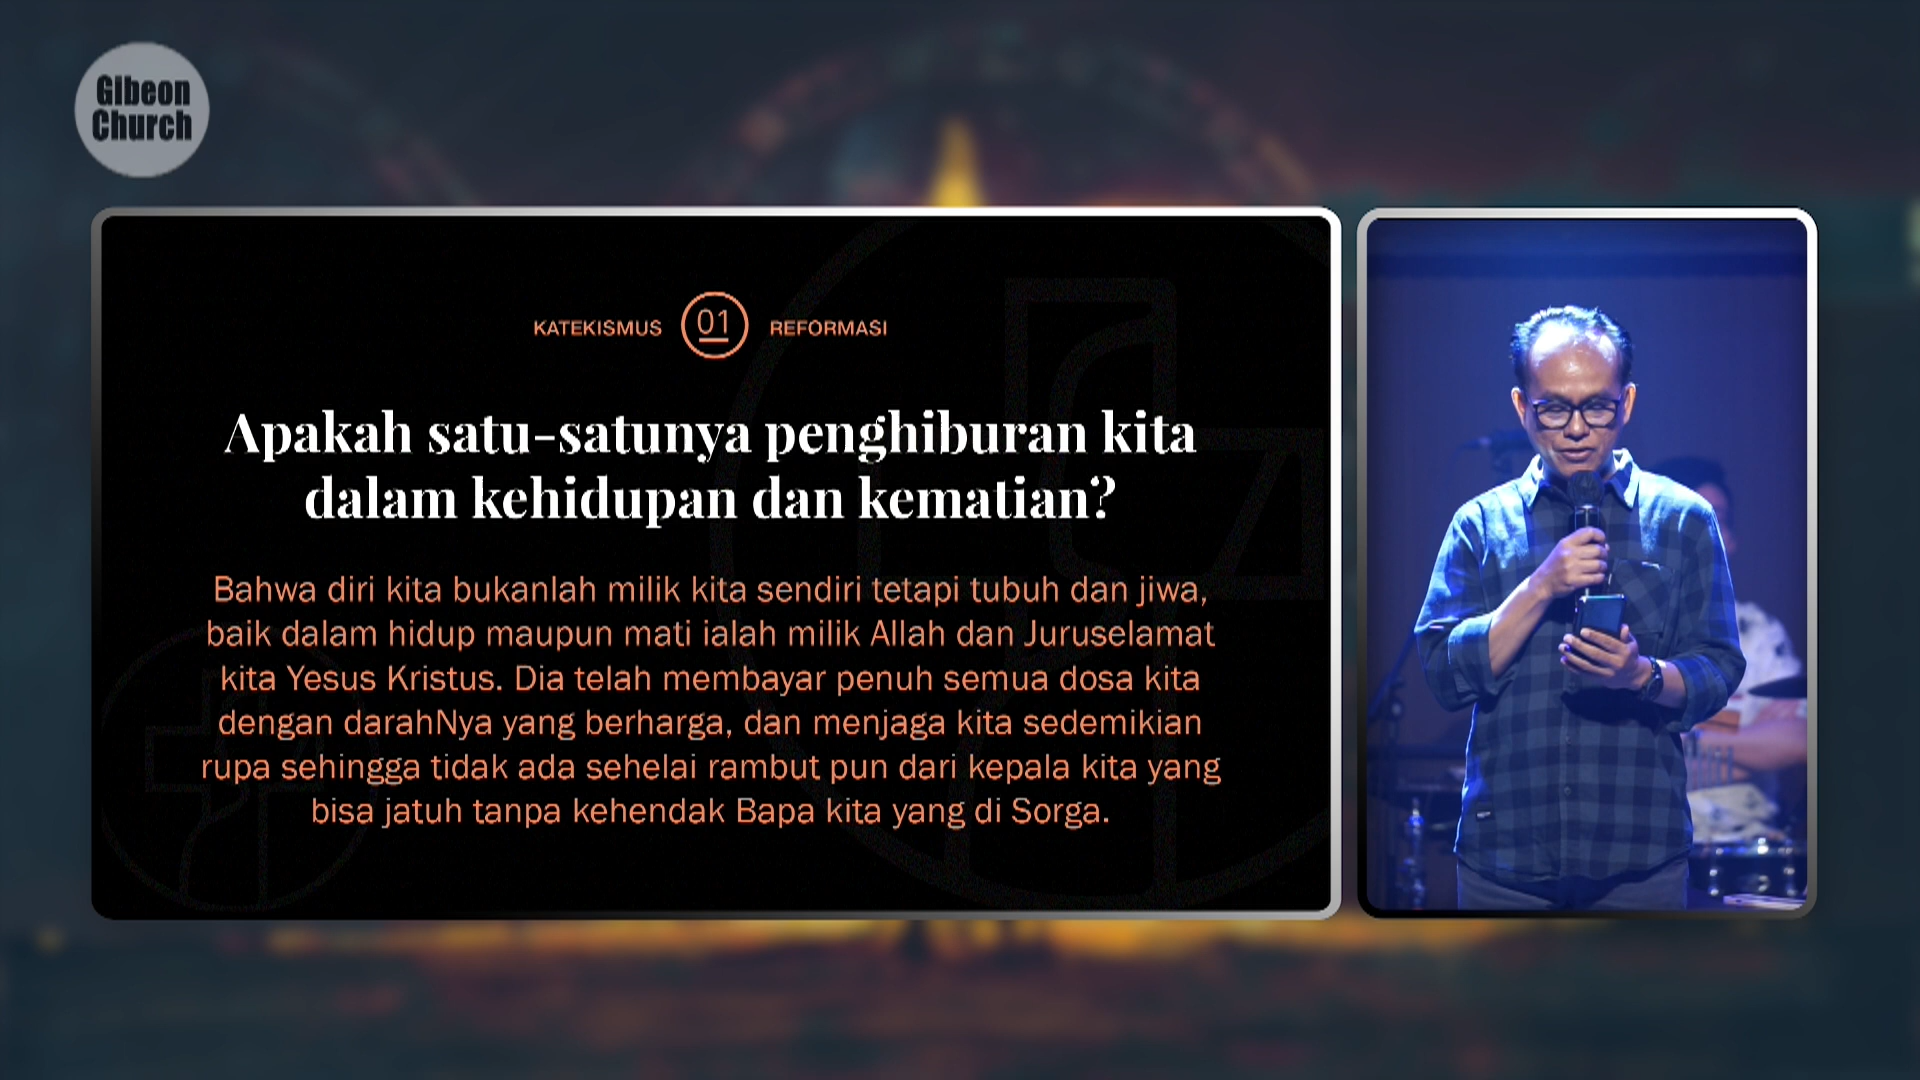 Gibeon
Church
KATEKISMUS 01 REFORMASI
Apakah satu-satunya penghiburan kita
dalam kehidupan dan kematian?
Bahwa diri kita bukanlah milik kita sendiri tetapi tubuh dan jiwa,
baik dalam hidup maupun mati ialah milik Allah dan Juruselamat
kita Yesus Kristus. Dia telah membayar penuh semua dosa kita
dengan darahNya yang berharga, dan menjaga kita sedemikian
rupa sehingga tidak ada sehelai rambut pun dari kepala kita yang
bisa jatuh tanpa kehendak Bapa kita yang di Sorga.